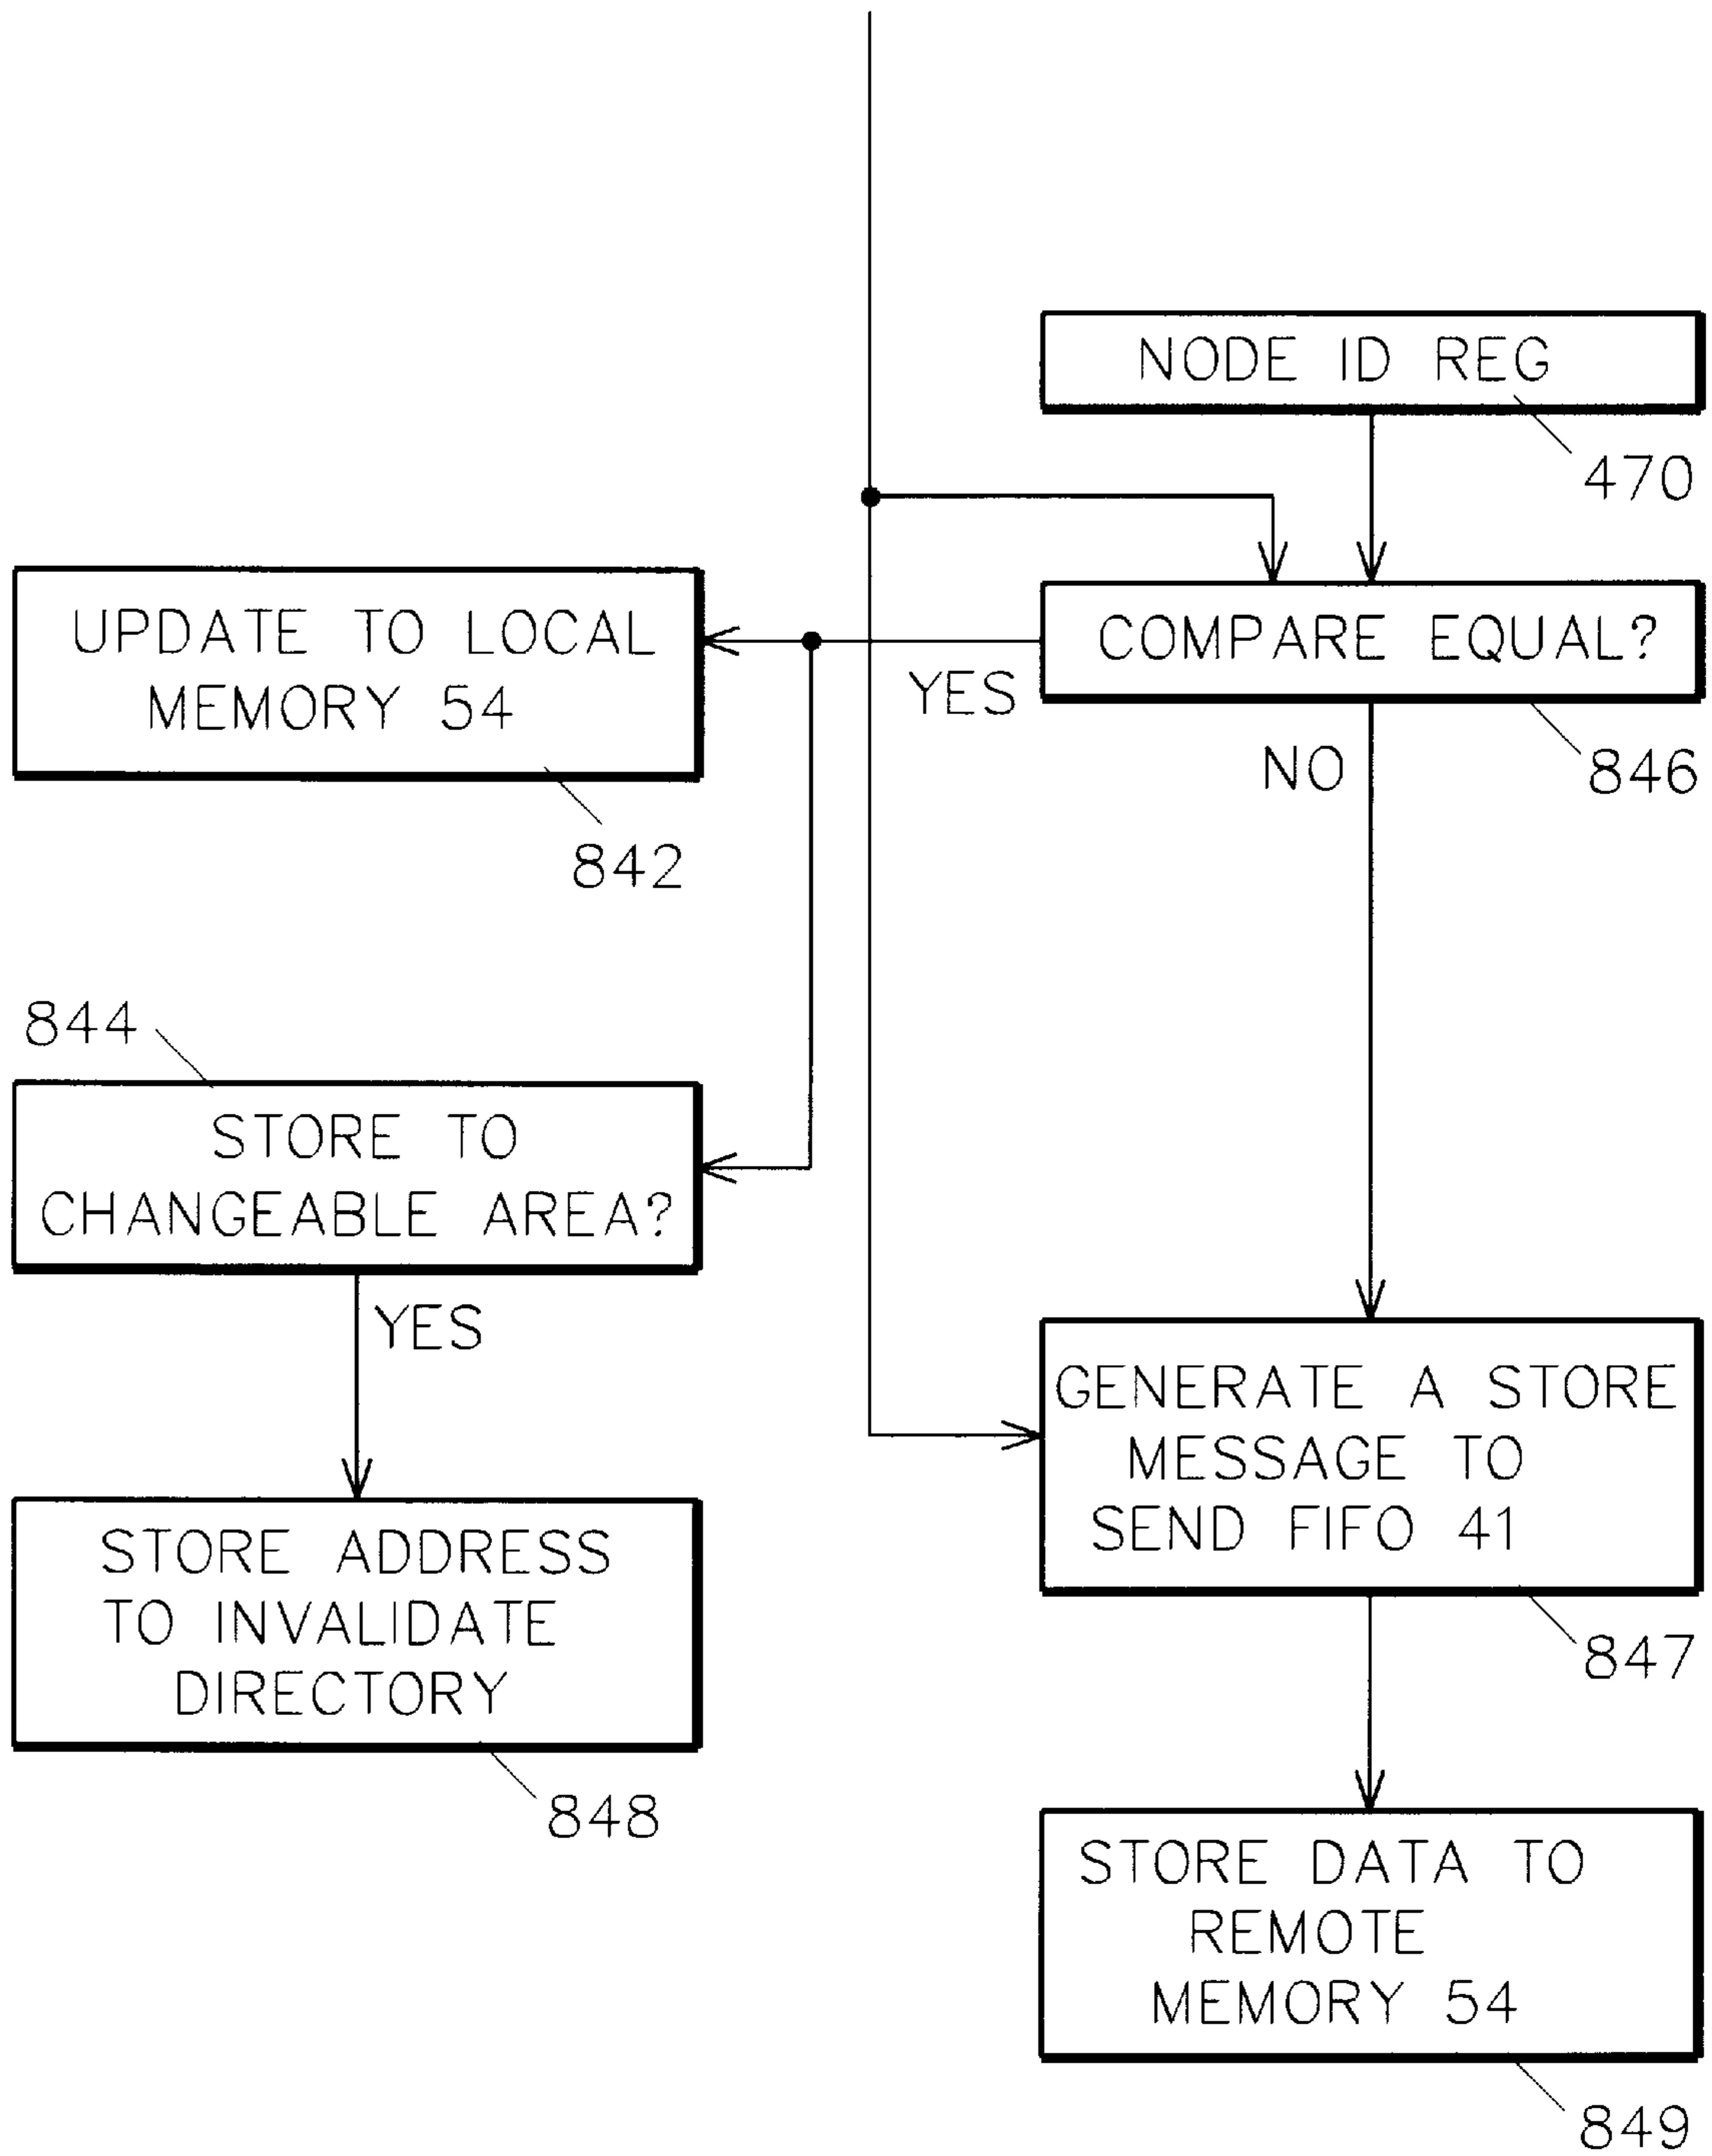 NODE ID REG
470
UPDATE TO LOCAL
MEMORY 54
842
YES
COMPARE EQUAL?
846
NO
844
STORE TO
CHANGEABLE AREA?
YES
GENERATE A STORE
MESSAGE TO
SEND FIFO 41
847
STORE ADDRESS
TO INVALIDATE
DIRECTORY
848
STORE DATA TO
REMOTE
MEMORY 54
849